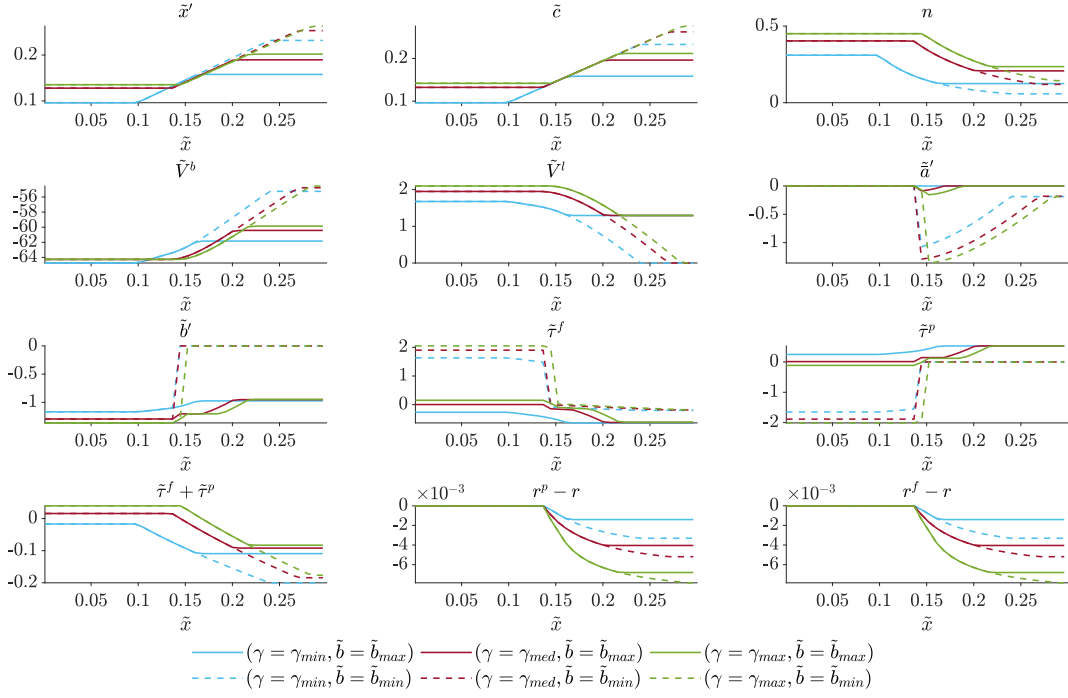 x̃′ c̃ n
0.2 0.2 0.5
0.1 0.1 0
0.05 0.1 0.15 0.2 0.25 0.05 0.1 0.15 0.2 0.25 0.05 0.1 0.15 0.2 0.25
x̃ x̃ x̃
Ṽᵇ Ṽˡ ã̃′
-56 2 0
-58 -0.5
-60 1
-62 -1
-64 0
0.05 0.1 0.15 0.2 0.25 0.05 0.1 0.15 0.2 0.25 0.05 0.1 0.15 0.2 0.25
x̃ x̃ x̃
b̃′ τ̃ᶠ τ̃ᵖ
0 2 0
-0.5 1 -1
-1 0 -2
0.05 0.1 0.15 0.2 0.25 0.05 0.1 0.15 0.2 0.25 0.05 0.1 0.15 0.2 0.25
x̃ x̃ x̃
τ̃ᶠ + τ̃ᵖ ×10⁻³ rᵖ − r ×10⁻³ rᶠ − r
0 0 0
-0.1 -2 -2
-4 -4
-0.2 -6 -6
0.05 0.1 0.15 0.2 0.25 0.05 0.1 0.15 0.2 0.25 0.05 0.1 0.15 0.2 0.25
x̃ x̃ x̃
(γ = γ_min, b̃ = b̃_max) (γ = γ_med, b̃ = b̃_max) (γ = γ_max, b̃ = b̃_max)
(γ = γ_min, b̃ = b̃_min) (γ = γ_med, b̃ = b̃_min) (γ = γ_max, b̃ = b̃_min)